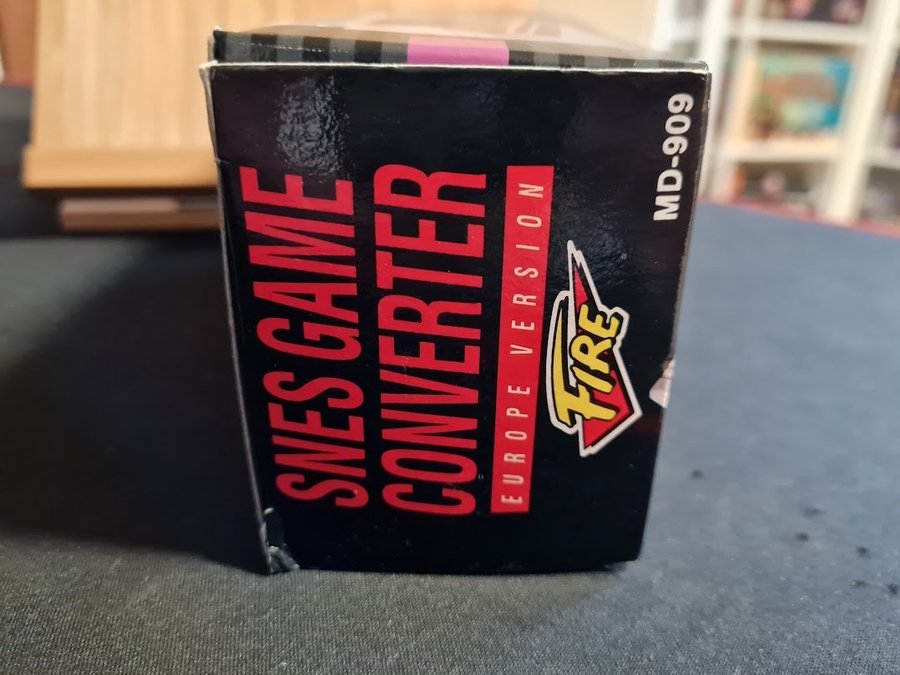 SNES GAME
CONVERTER
EUROPE VERSION
FIRE
MD-909